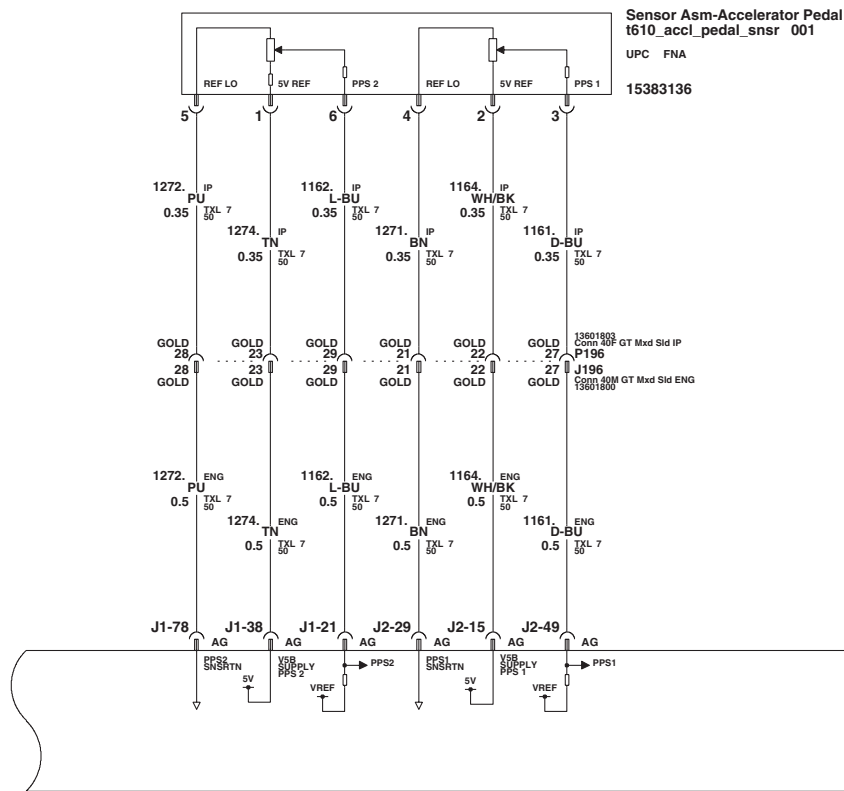 Sensor Asm-Accelerator Pedal
t610_accl_pedal_snsr 001
UPC FNA
15383136
REF LO 5V REF PPS 2 REF LO 5V REF PPS 1
5 1 6 4 2 3
1272. IP 1162. IP 1164. IP
PU L-BU WH/BK
0.35 TXL 7 0.35 TXL 7 0.35 TXL 7
50 50 50
1274. IP 1271. IP 1161. IP
TN BN D-BU
0.35 TXL 7 0.35 TXL 7 0.35 TXL 7
50 50 50
13601803
GOLD GOLD GOLD GOLD GOLD GOLD Conn 40F GT Mxd Sld IP
28 23 29 21 22 27 P196
28 23 29 21 22 27 J196
GOLD GOLD GOLD GOLD GOLD GOLD Conn 40M GT Mxd Sld ENG
13601800
1272. ENG 1162. ENG 1164. ENG
PU L-BU WH/BK
0.5 TXL 7 0.5 TXL 7 0.5 TXL 7
50 50 50
1274. ENG 1271. ENG 1161. ENG
TN BN D-BU
0.5 TXL 7 0.5 TXL 7 0.5 TXL 7
50 50 50
J1-78 J1-38 J1-21 J2-29 J2-15 J2-49
AG AG AG AG AG AG
PPS2 V5B PPS2 PPS1 V5B PPS1
SNSRTN SUPPLY SNSRTN SUPPLY
PPS 2 PPS 1
5V VREF 5V VREF